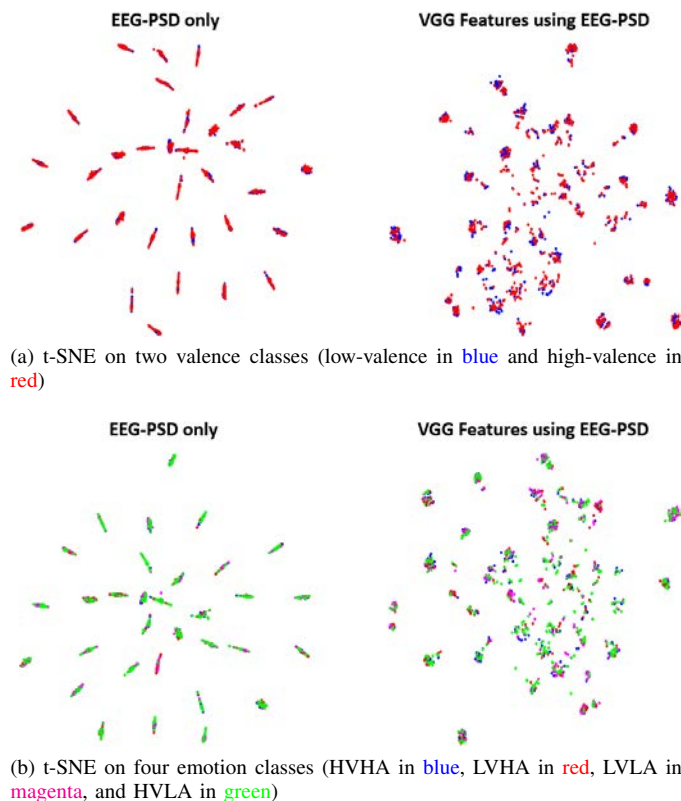 EEG-PSD only
VGG Features using EEG-PSD
(a) t-SNE on two valence classes (low-valence in blue and high-valence in
red)
EEG-PSD only
VGG Features using EEG-PSD
(b) t-SNE on four emotion classes (HVHA in blue, LVHA in red, LVLA in
magenta, and HVLA in green)